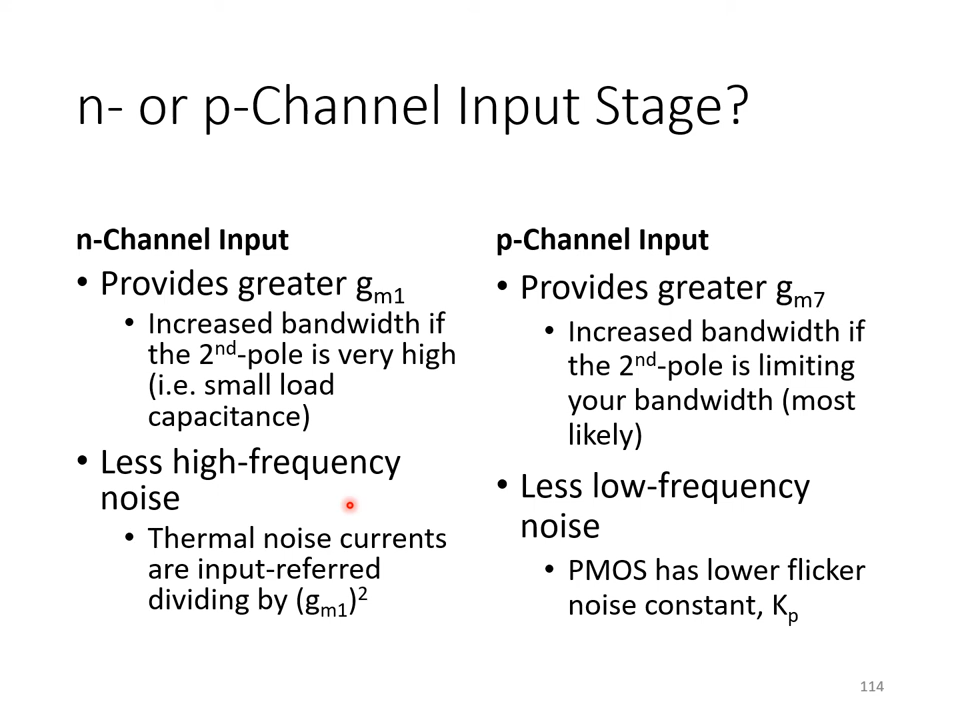 n- or p-Channel Input Stage?
n-Channel Input
• Provides greater gm1
• Increased bandwidth if
the 2nd-pole is very high
(i.e. small load
capacitance)
• Less high-frequency
noise
• Thermal noise currents
are input-referred
dividing by (gm1)2
p-Channel Input
• Provides greater gm7
• Increased bandwidth if
the 2nd-pole is limiting
your bandwidth (most
likely)
• Less low-frequency
noise
• PMOS has lower flicker
noise constant, Kp
114